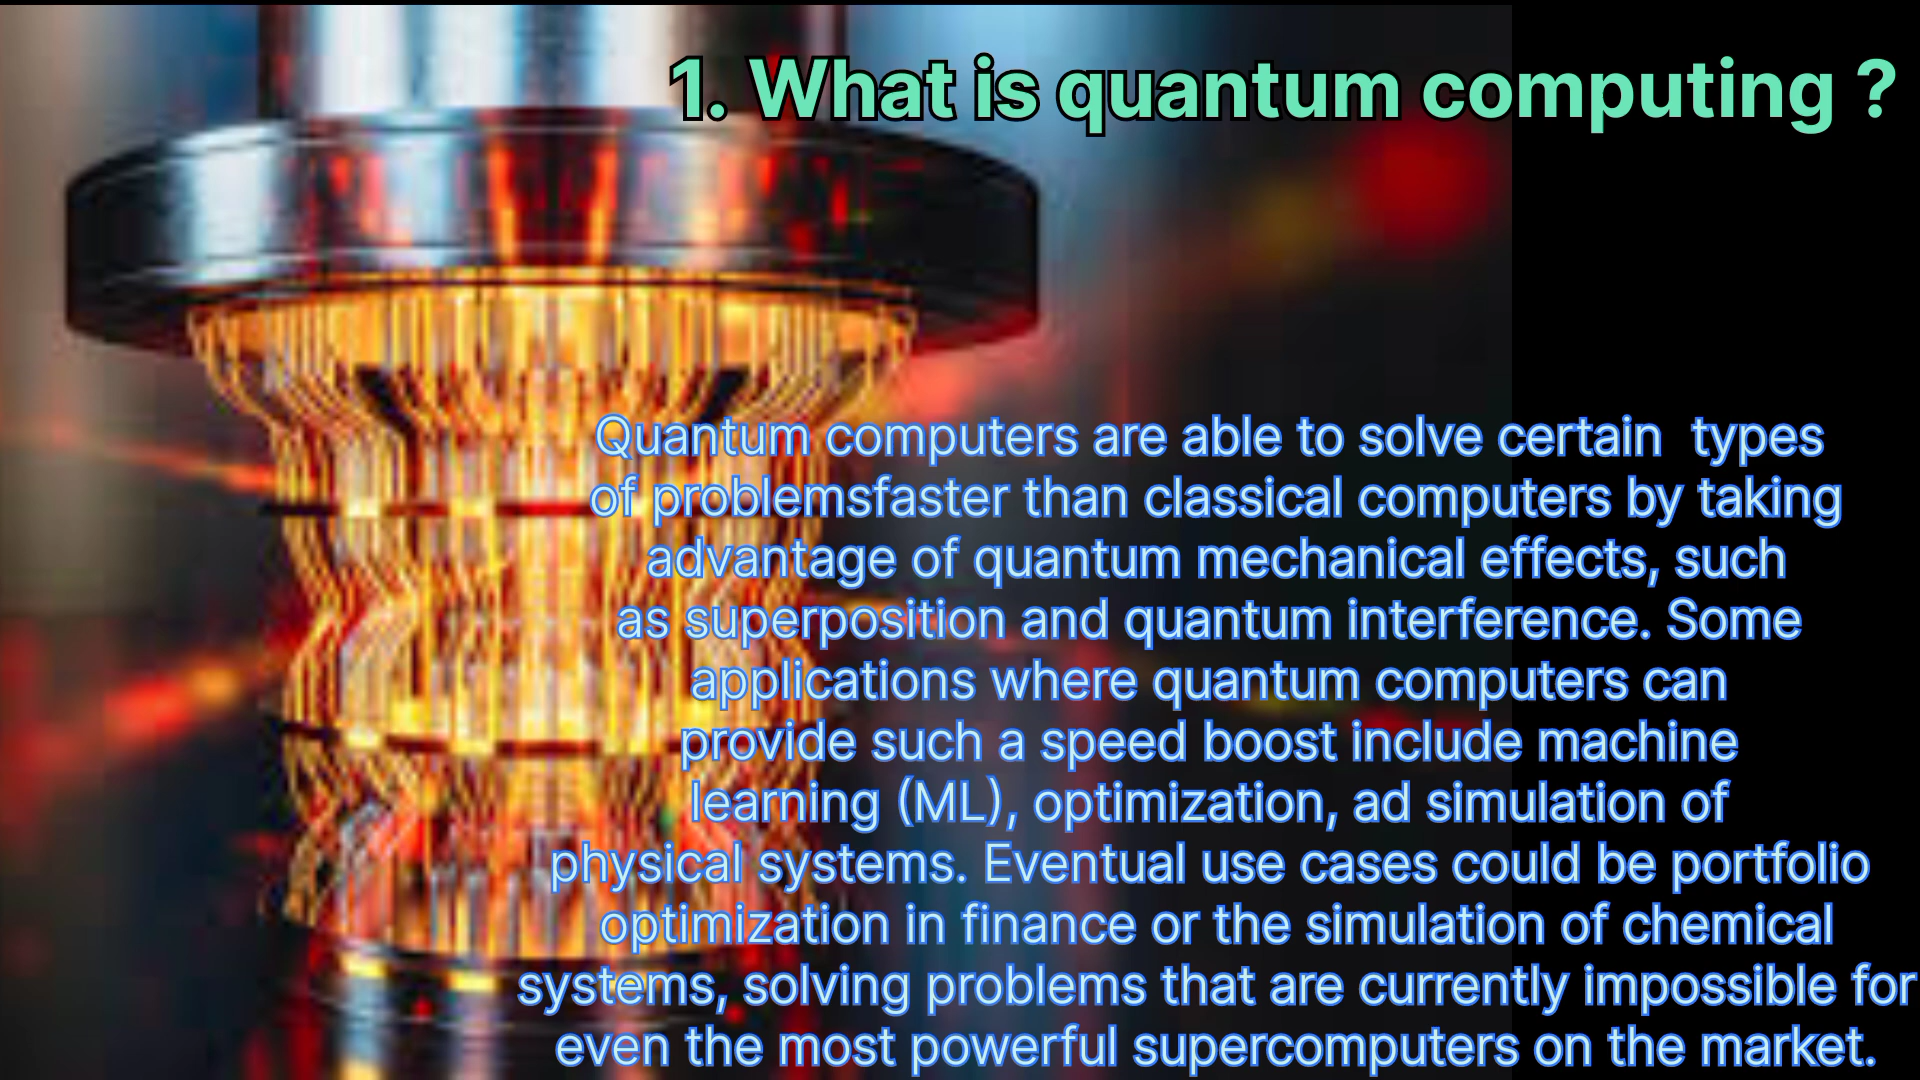 1. What is quantum computing ?
Quantum computers are able to solve certain  types
of problemsfaster than classical computers by taking
advantage of quantum mechanical effects, such
as superposition and quantum interference. Some
applications where quantum computers can
provide such a speed boost include machine
learning (ML), optimization, ad simulation of
physical systems. Eventual use cases could be portfolio
optimization in finance or the simulation of chemical
systems, solving problems that are currently impossible for
even the most powerful supercomputers on the market.